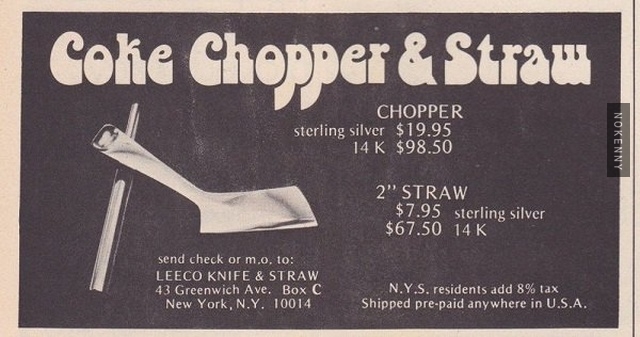 Coke Chopper & Straw
CHOPPER
sterling silver $19.95
14 K $98.50
2" STRAW
$7.95 sterling silver
$67.50 14 K
send check or m.o. to:
LEECO KNIFE & STRAW
43 Greenwich Ave. Box C
New York, N.Y. 10014
N.Y.S. residents add 8% tax
Shipped pre-paid anywhere in U.S.A.
NOKENNY